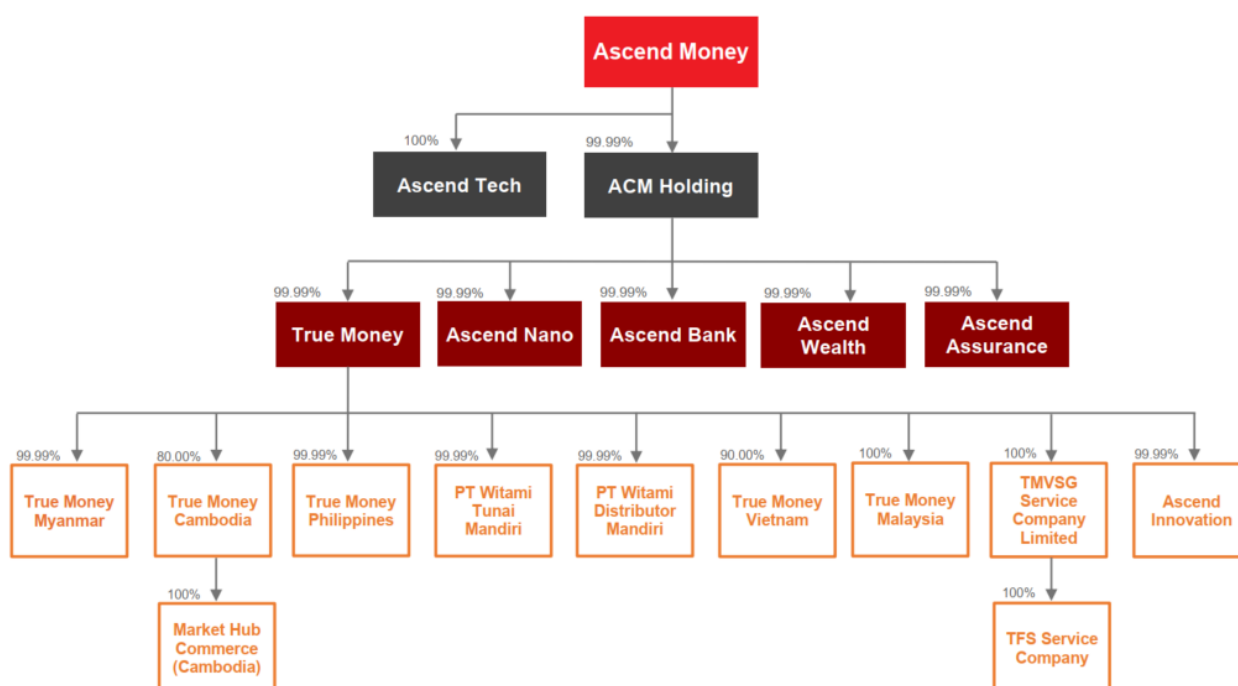 Ascend Money
100%
99.99%
Ascend Tech
ACM Holding
99.99%
99.99%
99.99%
99.99%
99.99%
True Money
Ascend Nano
Ascend Bank
Ascend
Wealth
Ascend
Assurance
99.99%
80.00%
99.99%
99.99%
99.99%
90.00%
100%
100%
99.99%
True Money
Myanmar
True Money
Cambodia
True Money
Philippines
PT Witami
Tunai
Mandiri
PT Witami
Distributor
Mandiri
True Money
Vietnam
True Money
Malaysia
TMVSG
Service
Company
Limited
Ascend
Innovation
100%
100%
Market Hub
Commerce
(Cambodia)
TFS Service
Company